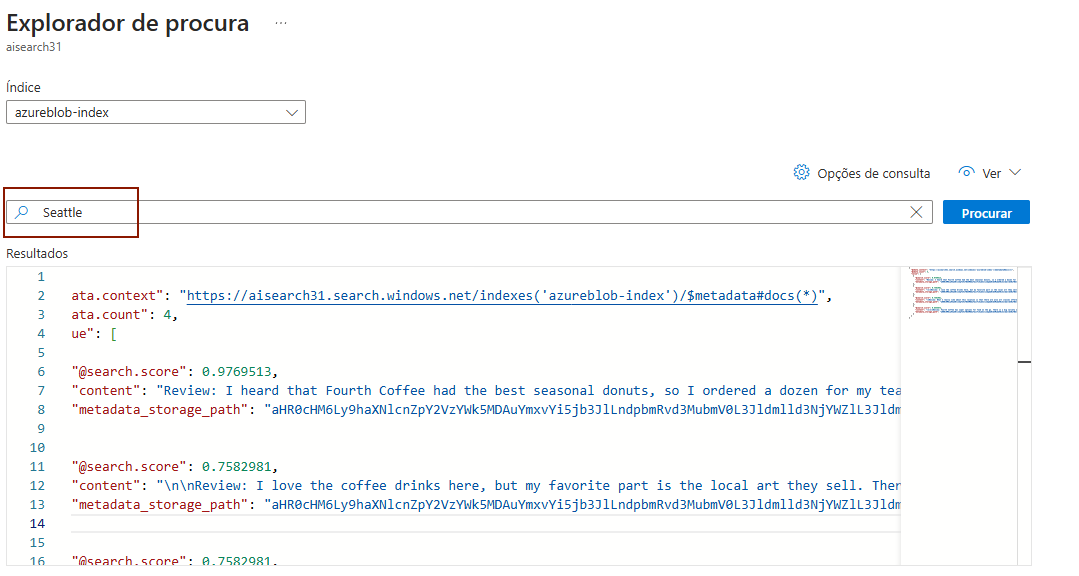 Explorador de procura ...
aisearch31
Índice
azureblob-index
Opções de consulta Ver
Seattle
Procurar
Resultados
1
2 ata.context": "https://aisearch31.search.windows.net/indexes('azureblob-index')/$metadata#docs(*)",
3 ata.count": 4,
4 ue": [
5
6 "@search.score": 0.9769513,
7 "content": "Review: I heard that Fourth Coffee had the best seasonal donuts, so I ordered a dozen for my tea
8 "metadata_storage_path": "aHR0cHM6Ly9haXNlcnZpY2VzYWk5MDAuYmxvYi5jb3JlLndpbmRvd3MubmV0L3Jldmlld3NjYWZlL3Jldm
9
10
11 "@search.score": 0.7582981,
12 "content": "\n\nReview: I love the coffee drinks here, but my favorite part is the local art they sell. Ther
13 "metadata_storage_path": "aHR0cHM6Ly9haXNlcnZpY2VzYWk5MDAuYmxvYi5jb3JlLndpbmRvd3MubmV0L3Jldmlld3NjYWZlL3Jldm
14
15
16 "@search.score": 0.7582981,